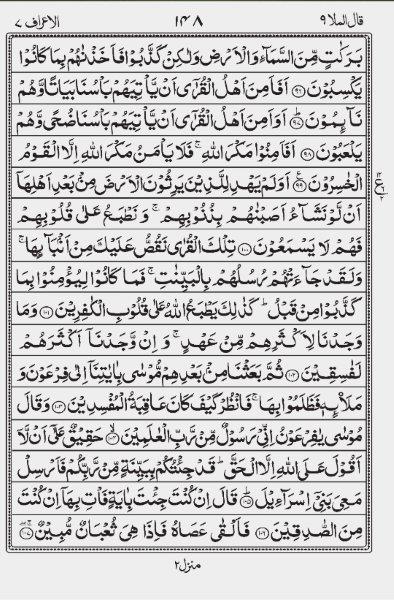 قال الملا ٩ ١٤٨ الاعراف ٧
بَرَكٰتٍ مِّنَ السَّمَآءِ وَالْاَرْضِ وَلٰكِنْ كَذَّبُوْا فَاَخَذْنٰهُمْ بِمَا كَانُوْا
يَكْسِبُوْنَ ﴿٩٦﴾ اَفَاَمِنَ اَهْلُ الْقُرٰٓى اَنْ يَّاْتِيَهُمْ بَاْسُنَا بَيَاتًا وَّهُمْ
نَآئِمُوْنَ ﴿٩٧﴾ اَوَاَمِنَ اَهْلُ الْقُرٰٓى اَنْ يَّاْتِيَهُمْ بَاْسُنَا ضُحًى وَّهُمْ
يَلْعَبُوْنَ ﴿٩٨﴾ اَفَاَمِنُوْا مَكْرَ اللّٰهِ ۚ فَلَا يَاْمَنُ مَكْرَ اللّٰهِ اِلَّا الْقَوْمُ
الْخٰسِرُوْنَ ﴿٩٩﴾ اَوَلَمْ يَهْدِ لِلَّذِيْنَ يَرِثُوْنَ الْاَرْضَ مِنْۢ بَعْدِ اَهْلِهَآ
اَنْ لَّوْ نَشَآءُ اَصَبْنٰهُمْ بِذُنُوْبِهِمْ ۚ وَنَطْبَعُ عَلٰى قُلُوْبِهِمْ
فَهُمْ لَا يَسْمَعُوْنَ ﴿١٠٠﴾ تِلْكَ الْقُرٰى نَقُصُّ عَلَيْكَ مِنْ اَنْۢبَآئِهَا ۚ
وَلَقَدْ جَآءَتْهُمْ رُسُلُهُمْ بِالْبَيِّنٰتِ ۚ فَمَا كَانُوْا لِيُؤْمِنُوْا بِمَا
كَذَّبُوْا مِنْ قَبْلُ ؕ كَذٰلِكَ يَطْبَعُ اللّٰهُ عَلٰى قُلُوْبِ الْكٰفِرِيْنَ ﴿١٠١﴾ وَمَا
وَجَدْنَا لِاَكْثَرِهِمْ مِّنْ عَهْدٍ ۚ وَاِنْ وَّجَدْنَآ اَكْثَرَهُمْ
لَفٰسِقِيْنَ ﴿١٠٢﴾ ثُمَّ بَعَثْنَا مِنْۢ بَعْدِهِمْ مُّوْسٰى بِاٰيٰتِنَآ اِلٰى فِرْعَوْنَ وَ
مَلَا۟ئِهٖ فَظَلَمُوْا بِهَا ۚ فَانْظُرْ كَيْفَ كَانَ عَاقِبَةُ الْمُفْسِدِيْنَ ﴿١٠٣﴾ وَقَالَ
مُوْسٰى يٰفِرْعَوْنُ اِنِّيْ رَسُوْلٌ مِّنْ رَّبِّ الْعٰلَمِيْنَ ﴿١٠٤﴾ حَقِيْقٌ عَلٰٓى اَنْ لَّآ
اَقُوْلَ عَلَى اللّٰهِ اِلَّا الْحَقَّ ؕ قَدْ جِئْتُكُمْ بِبَيِّنَةٍ مِّنْ رَّبِّكُمْ فَاَرْسِلْ
مَعِيَ بَنِيْٓ اِسْرَآءِيْلَ ﴿١٠٥﴾ قَالَ اِنْ كُنْتَ جِئْتَ بِاٰيَةٍ فَاْتِ بِهَآ اِنْ كُنْتَ
مِنَ الصّٰدِقِيْنَ ﴿١٠٦﴾ فَاَلْقٰى عَصَاهُ فَاِذَا هِيَ ثُعْبَانٌ مُّبِيْنٌ ﴿١٠٧﴾
منزل ٢